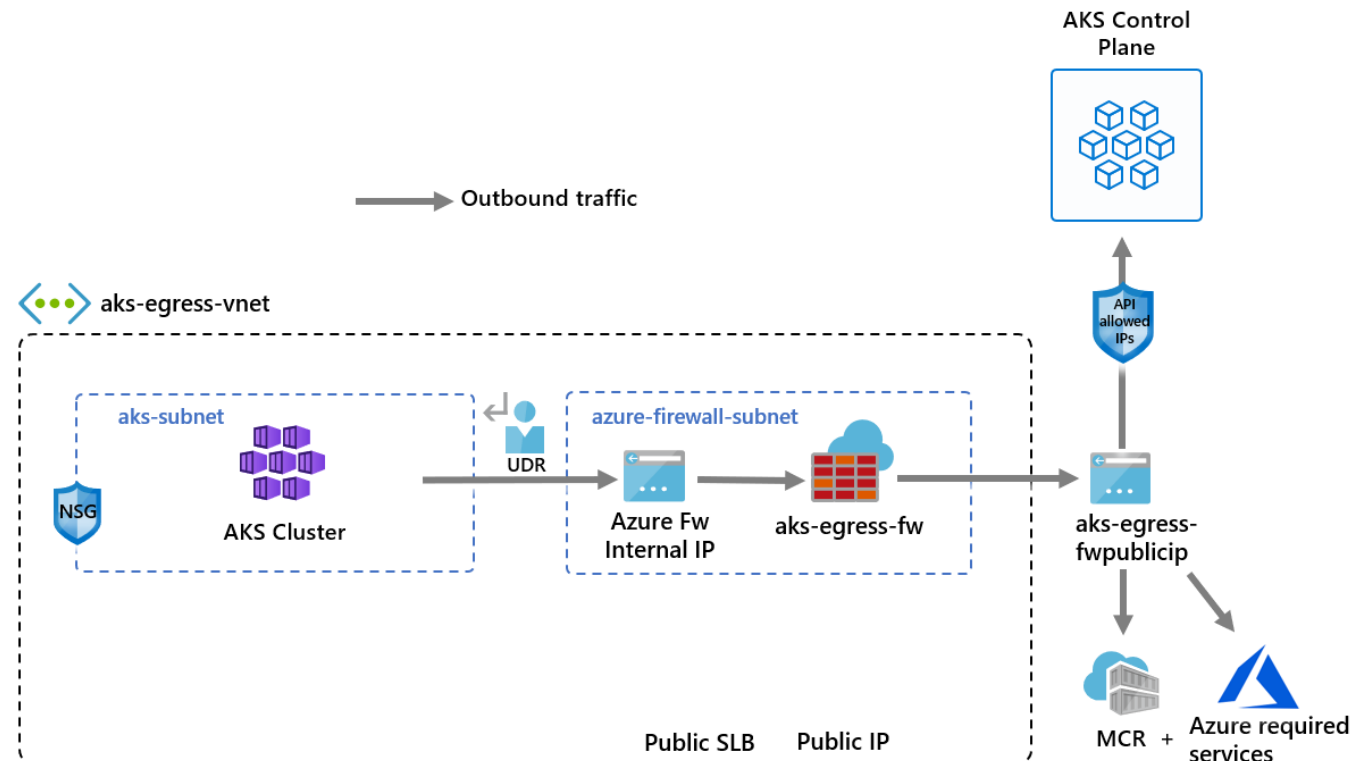 AKS Control
Plane
Outbound traffic
aks-egress-vnet
API
allowed
IPs
aks-subnet
UDR
azure-firewall-subnet
NSG
AKS Cluster
Azure Fw
Internal IP
aks-egress-fw
aks-egress-
fwpublicip
Public SLB
Public IP
MCR +
Azure required
services